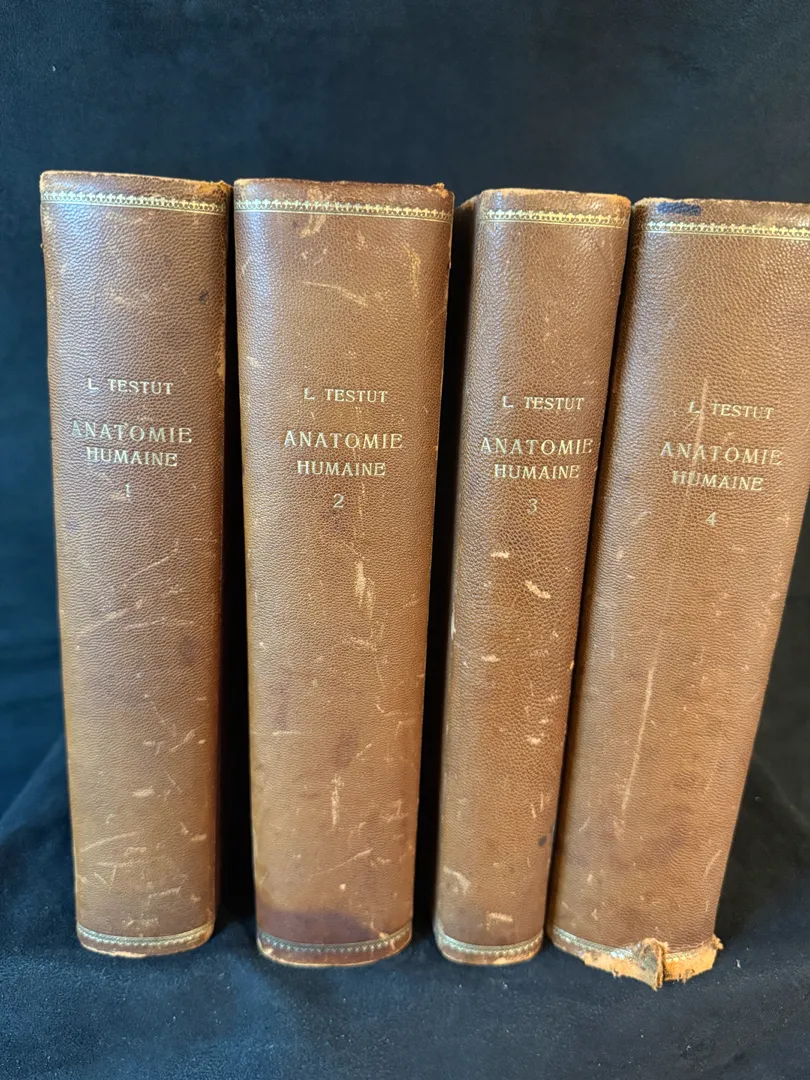 L. TESTUT
ANATOMIE
HUMAINE
1
L. TESTUT
ANATOMIE
HUMAINE
2
L. TESTUT
ANATOMIE
HUMAINE
3
L. TESTUT
ANATOMIE
HUMAINE
4